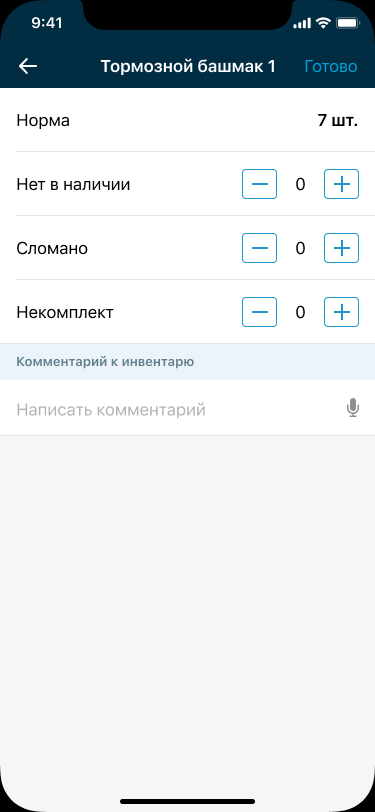 9:41
Тормозной башмак 1
Готово
Норма
7 шт.
Нет в наличии
0
Сломано
0
Некомплект
0
Комментарий к инвентарю
Написать комментарий